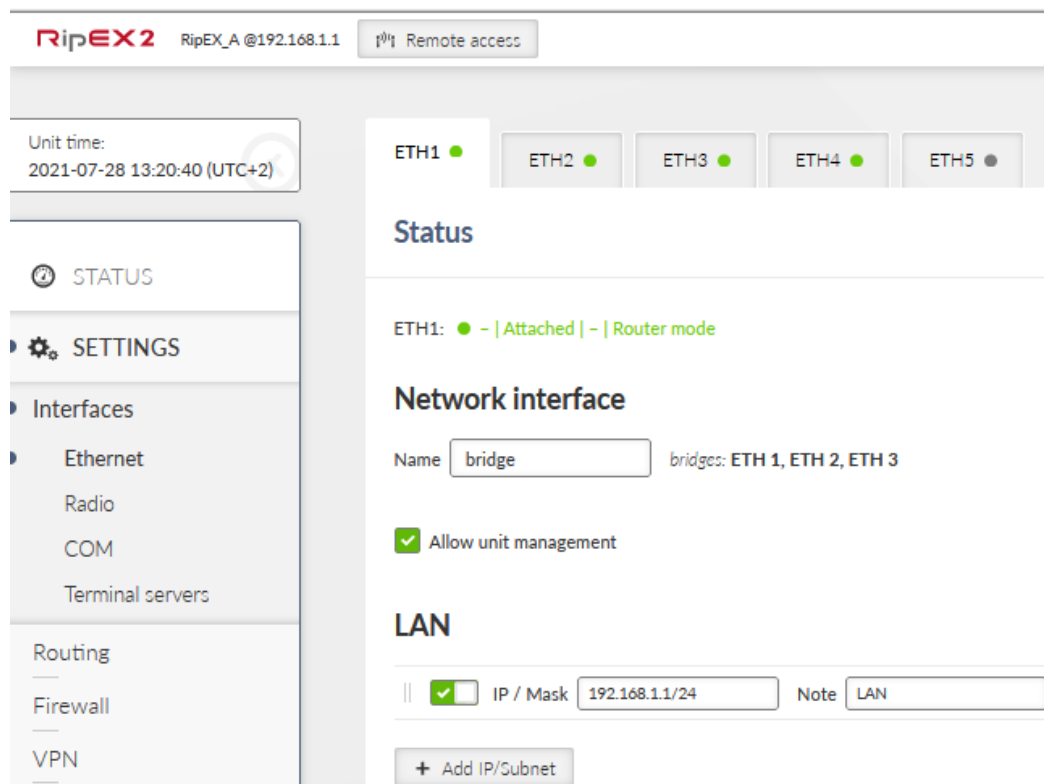 RipEX2 RipEX_A @192.168.1.1 Remote access
Unit time:
2021-07-28 13:20:40 (UTC+2)
ETH1 ETH2 ETH3 ETH4 ETH5
Status
STATUS
ETH1: – | Attached | – | Router mode
SETTINGS
Network interface
Interfaces
Name bridge bridges: ETH 1, ETH 2, ETH 3
Ethernet
Radio
COM
Allow unit management
Terminal servers
LAN
Routing
IP / Mask 192.168.1.1/24 Note LAN
Firewall
VPN
+ Add IP/Subnet